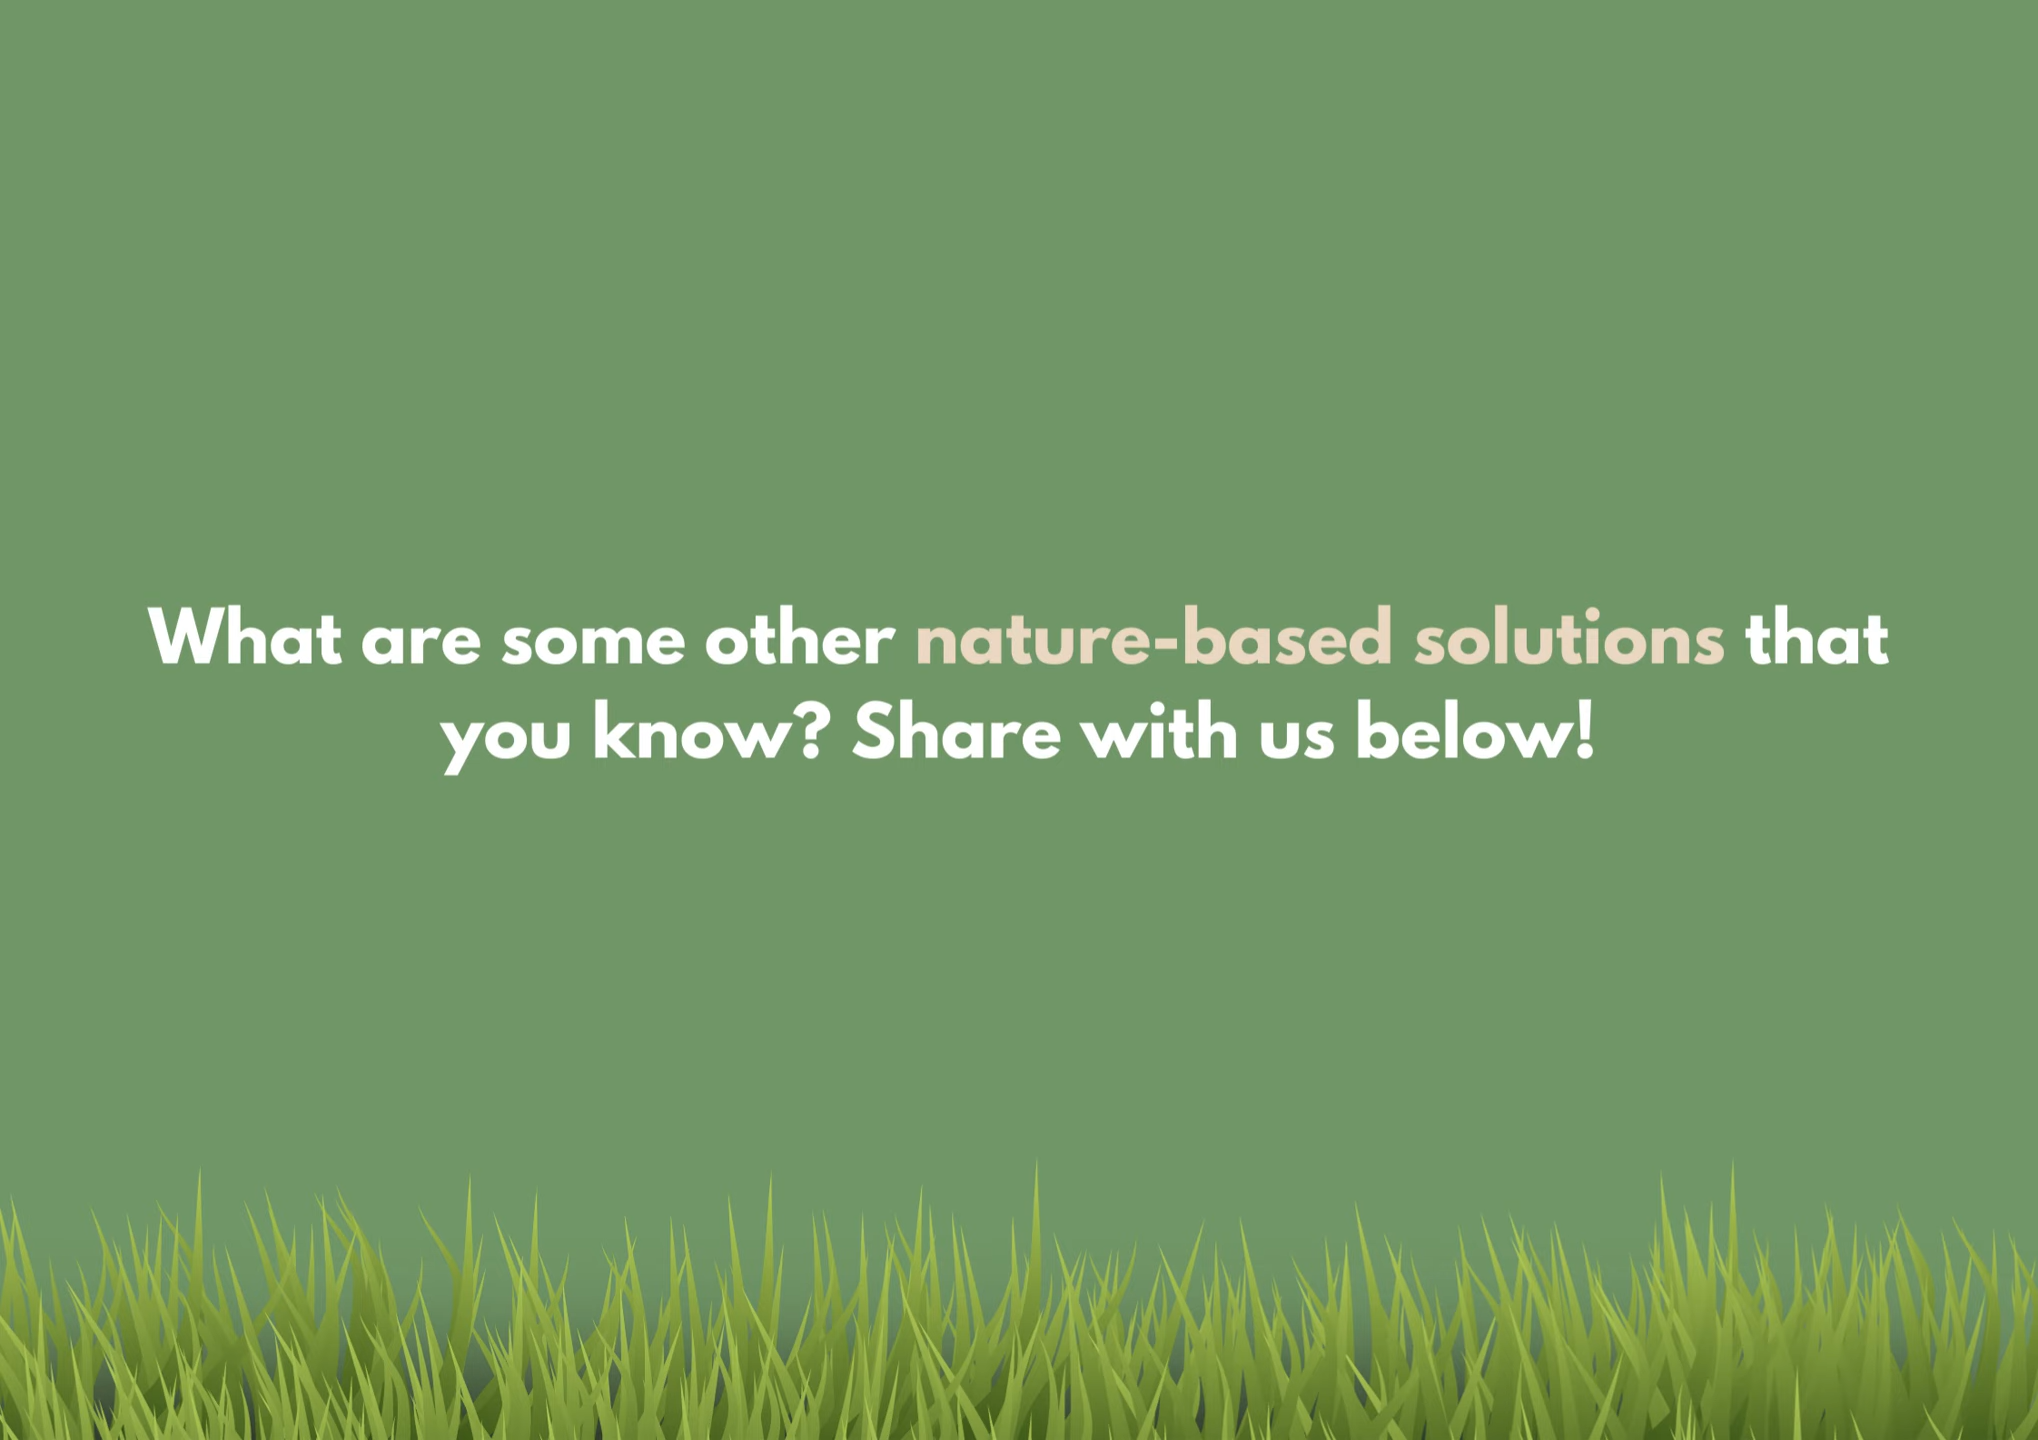 What are some other nature-based solutions that
you know? Share with us below!